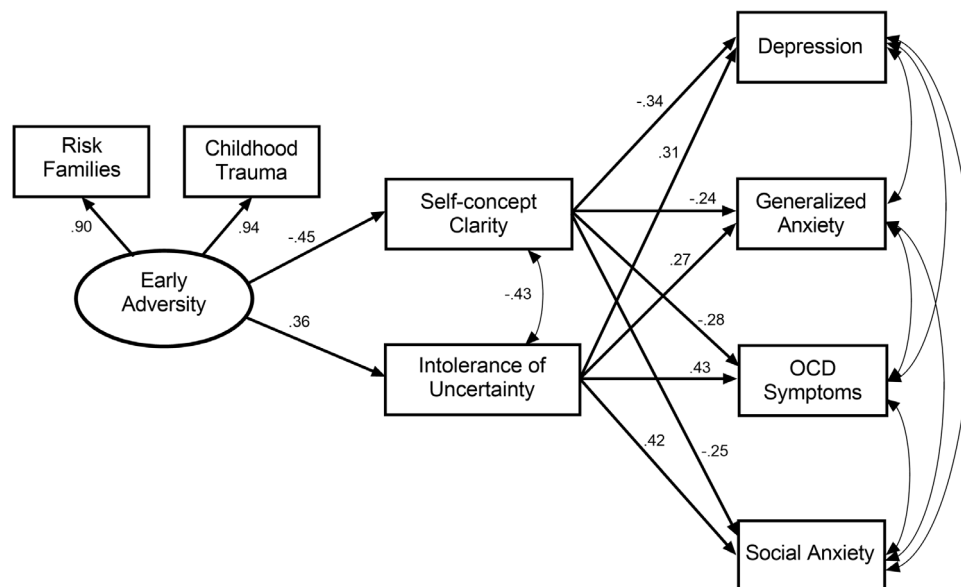 Depression
-.34
Risk
Families
Childhood
Trauma
.31
Self-concept
Clarity
-.24
Generalized
Anxiety
.90
.94
-.45
.27
Early
Adversity
-.43
-.28
.36
Intolerance of
Uncertainty
.43
OCD
Symptoms
.42
-.25
Social Anxiety